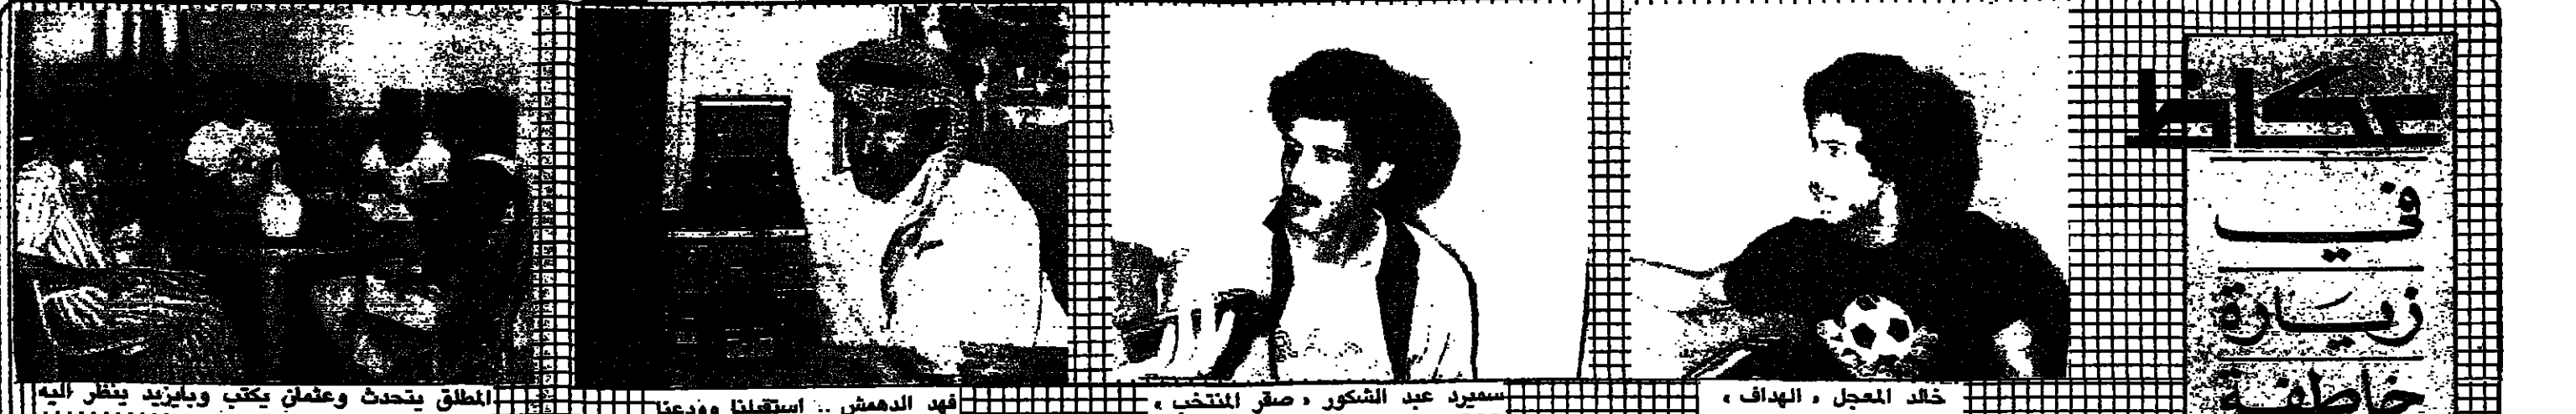 عكاظ
في
زيارة
خاطفة
خالد المعجل « الهداف »
سميرد عبد الشكور « صقر المنتخب »
فهد الدهمش .. استقبلنا وودعنا
المطلق يتحدث وعثمان يكتب وبايزيد ينظر اليه